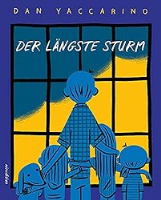 DAN YACCARINO
DER LÄNGSTE STURM